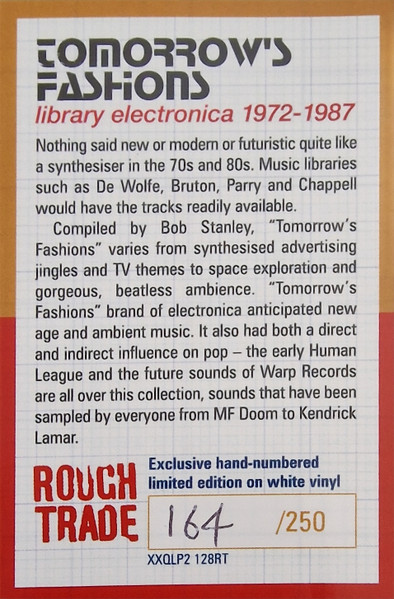 TOMORROW'S
FASHIONS
library electronica 1972-1987
Nothing said new or modern or futuristic quite like
a synthesiser in the 70s and 80s. Music libraries
such as De Wolfe, Bruton, Parry and Chappell
would have the tracks readily available.
Compiled by Bob Stanley, “Tomorrow’s
Fashions” varies from synthesised advertising
jingles and TV themes to space exploration and
gorgeous, beatless ambience. “Tomorrow’s
Fashions” brand of electronica anticipated new
age and ambient music. It also had both a direct
and indirect influence on pop – the early Human
League and the future sounds of Warp Records
are all over this collection, sounds that have been
sampled by everyone from MF Doom to Kendrick
Lamar.
ROUGH
TRADE
Exclusive hand-numbered
limited edition on white vinyl
164 /250
XXQLP2 128RT